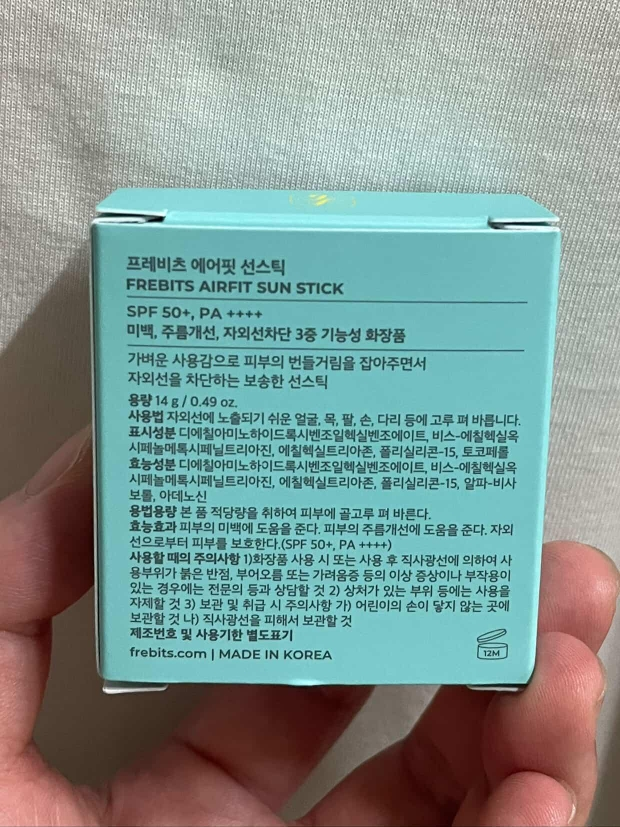 프레비츠 에어핏 선스틱
FREBITS AIRFIT SUN STICK
SPF 50+, PA ++++
미백, 주름개선, 자외선차단 3중 기능성 화장품
가벼운 사용감으로 피부의 번들거림을 잡아주면서
자외선을 차단하는 보송한 선스틱
용량 14 g / 0.49 oz.
사용법 자외선에 노출되기 쉬운 얼굴, 목, 팔, 손, 다리 등에 고루 펴 바릅니다.
표시성분 디에칠아미노하이드록시벤조일헥실벤조에이트, 비스-에칠헥실옥
시페놀메톡시페닐트리아진, 에칠헥실트리아존, 폴리실리콘-15, 토코페롤
효능성분 디에칠아미노하이드록시벤조일헥실벤조에이트, 비스-에칠헥실옥
시페놀메톡시페닐트리아진, 에칠헥실트리아존, 폴리실리콘-15, 알파-비사
보롤, 아데노신
용법용량 본 품 적당량을 취하여 피부에 골고루 펴 바른다.
효능효과 피부의 미백에 도움을 준다. 피부의 주름개선에 도움을 준다. 자외
선으로부터 피부를 보호한다.(SPF 50+, PA ++++)
사용할 때의 주의사항 1)화장품 사용 시 또는 사용 후 직사광선에 의하여 사
용부위가 붉은 반점, 부어오름 또는 가려움증 등의 이상 증상이나 부작용이
있는 경우에는 전문의 등과 상담할 것 2) 상처가 있는 부위 등에는 사용을
자제할 것 3) 보관 및 취급 시 주의사항 가) 어린이의 손이 닿지 않는 곳에
보관할 것 나) 직사광선을 피해서 보관할 것
제조번호 및 사용기한 별도표기
frebits.com | MADE IN KOREA
12M